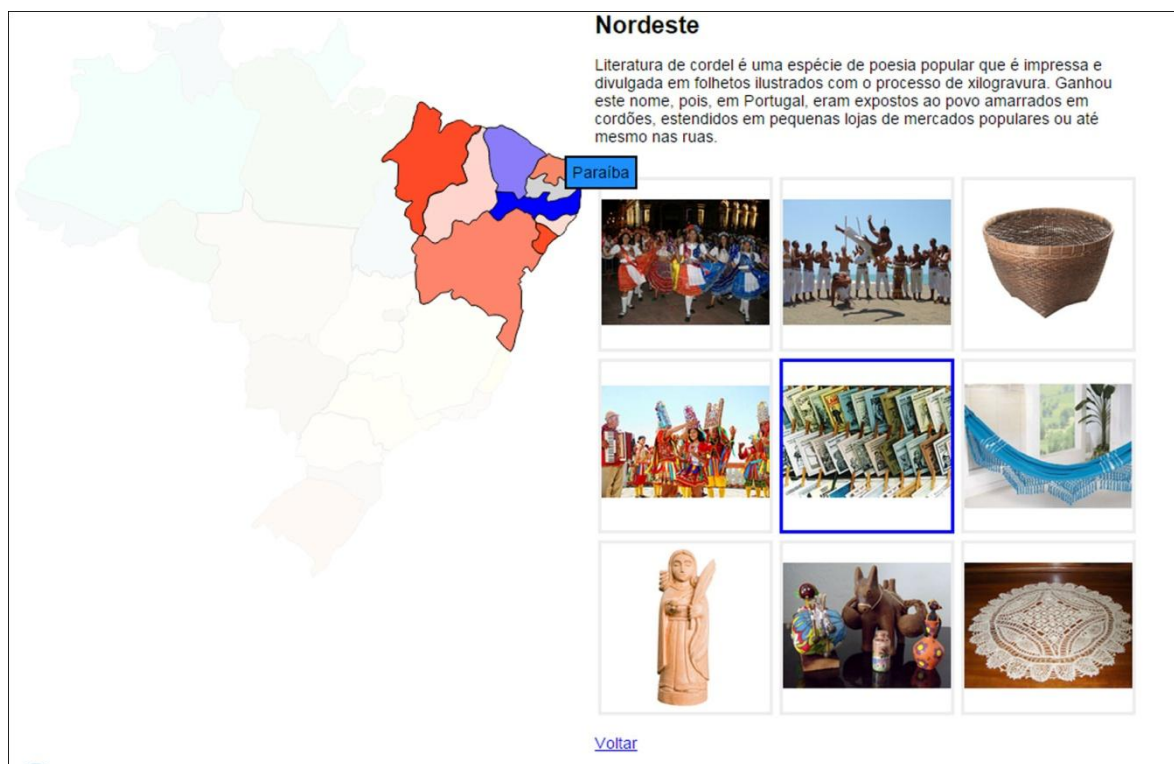 Nordeste
Literatura de cordel é uma espécie de poesia popular que é impressa e
divulgada em folhetos ilustrados com o processo de xilogravura. Ganhou
este nome, pois, em Portugal, eram expostos ao povo amarrados em
cordões, estendidos em pequenas lojas de mercados populares ou até
mesmo nas ruas.
Paraíba
Voltar